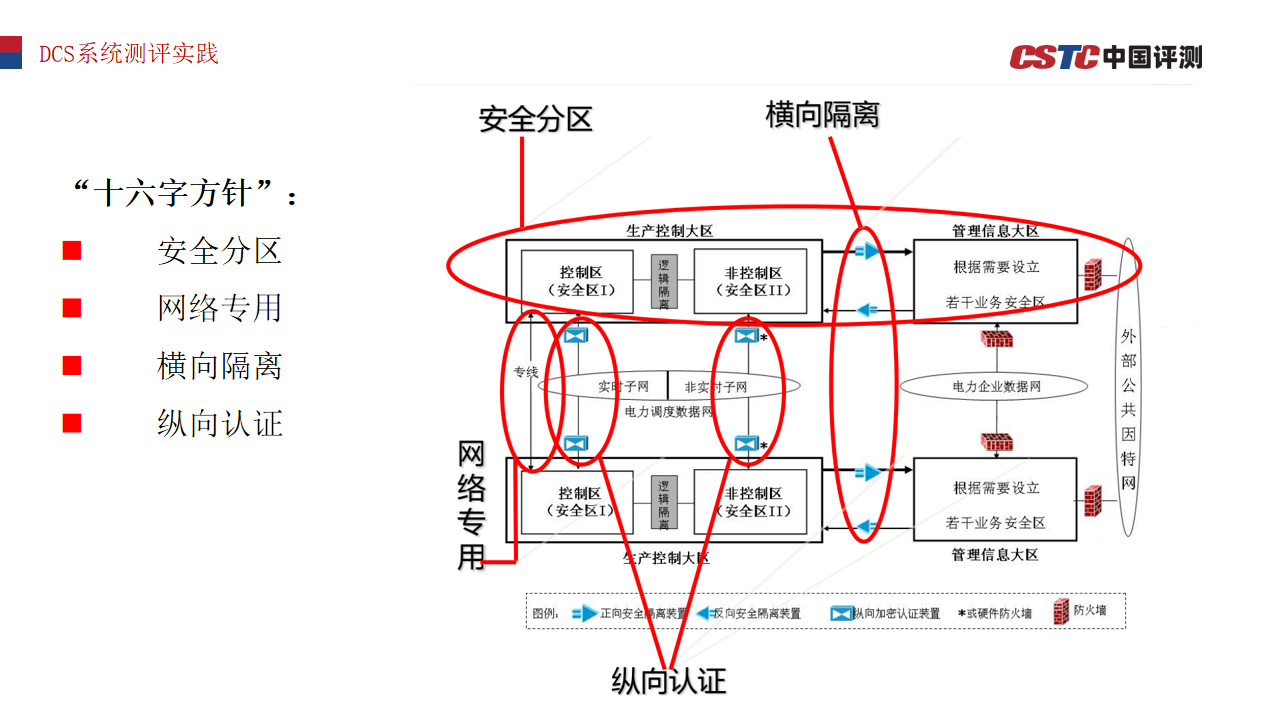 DCS系统测评实践
CSTC中国评测
“十六字方针”：
安全分区
网络专用
横向隔离
纵向认证
安全分区
横向隔离
生产控制大区
管理信息大区
控制区
（安全区I）
逻辑隔离
非控制区
（安全区II）
根据需要设立
若干业务安全区
专线
实时子网
非实时子网
电力调度数据网
*
*
电力企业数据网
外部公共因特网
网络专用
控制区
（安全区I）
逻辑隔离
非控制区
（安全区II）
根据需要设立
若干业务安全区
生产控制大区
管理信息大区
图例：
正向安全隔离装置
反向安全隔离装置
纵向加密认证装置
*或硬件防火墙
防火墙
纵向认证